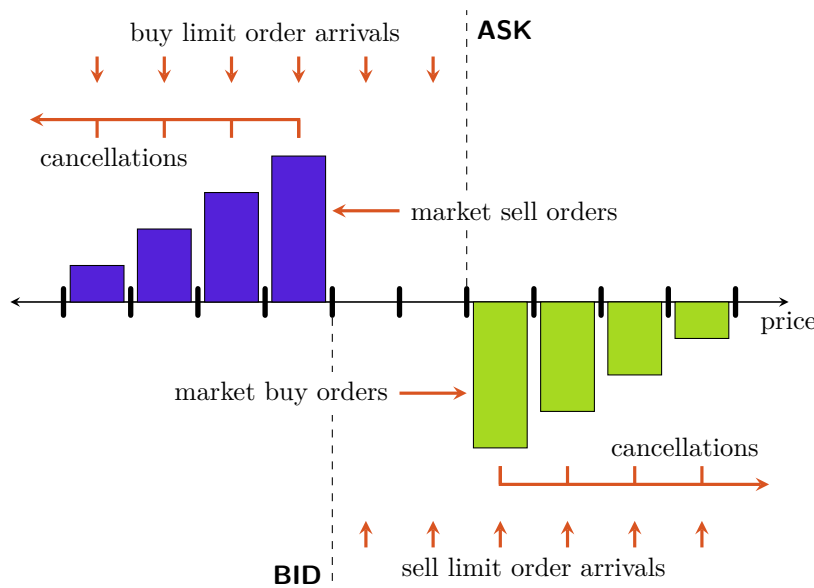 buy limit order arrivals
ASK
cancellations
market sell orders
price
market buy orders
cancellations
sell limit order arrivals
BID